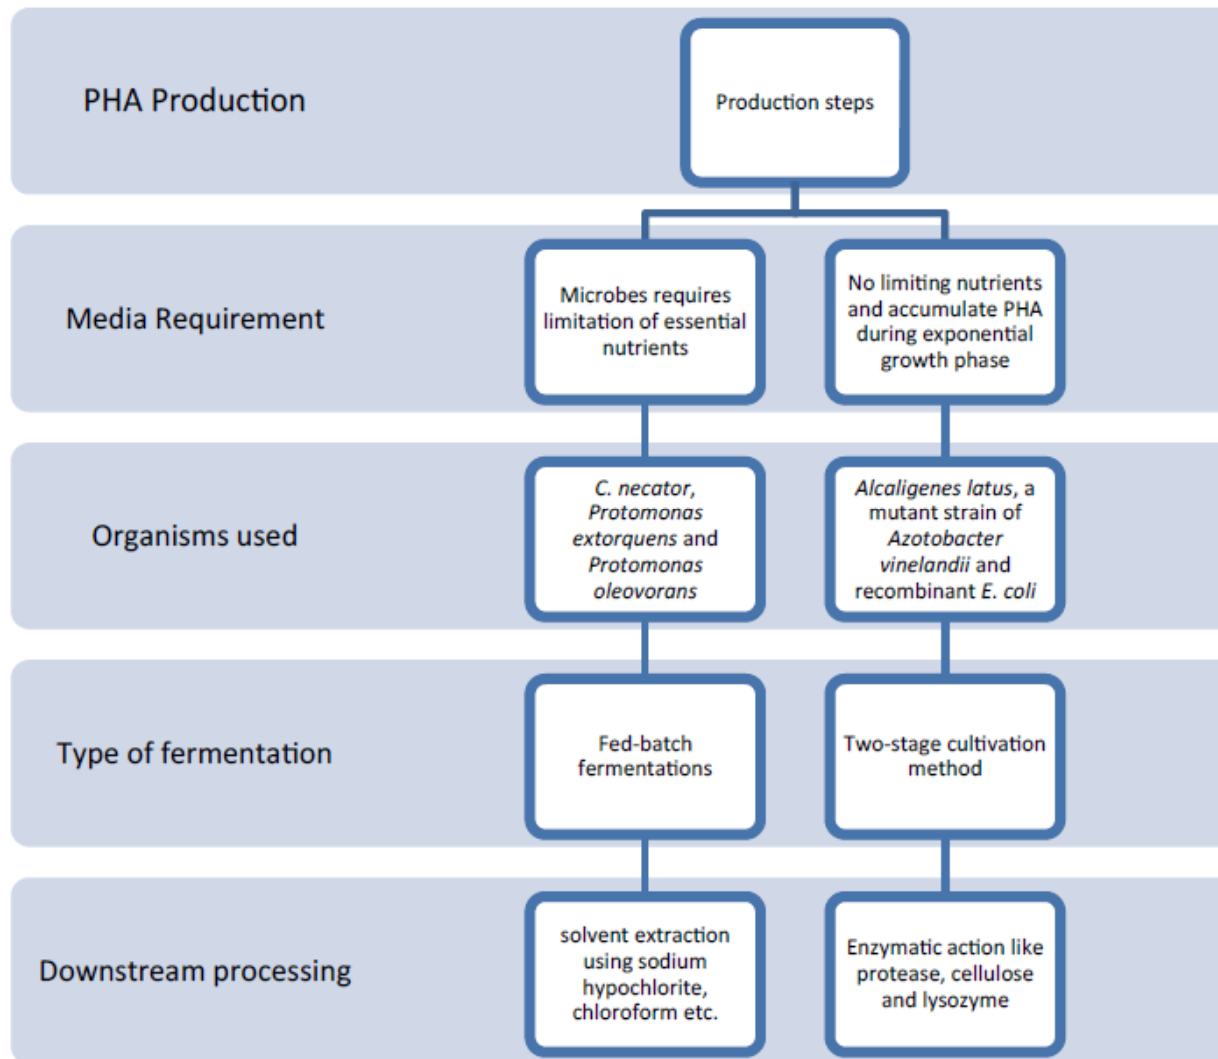 PHA Production
Production steps
Media Requirement
Microbes requires
limitation of essential
nutrients
No limiting nutrients
and accumulate PHA
during exponential
growth phase
Organisms used
C. necator,
Protomonas
extorquens and
Protomonas
oleovorans
Alcaligenes latus, a
mutant strain of
Azotobacter
vinelandii and
recombinant E. coli
Type of fermentation
Fed-batch
fermentations
Two-stage cultivation
method
Downstream processing
solvent extraction
using sodium
hypochlorite,
chloroform etc.
Enzymatic action like
protease, cellulose
and lysozyme